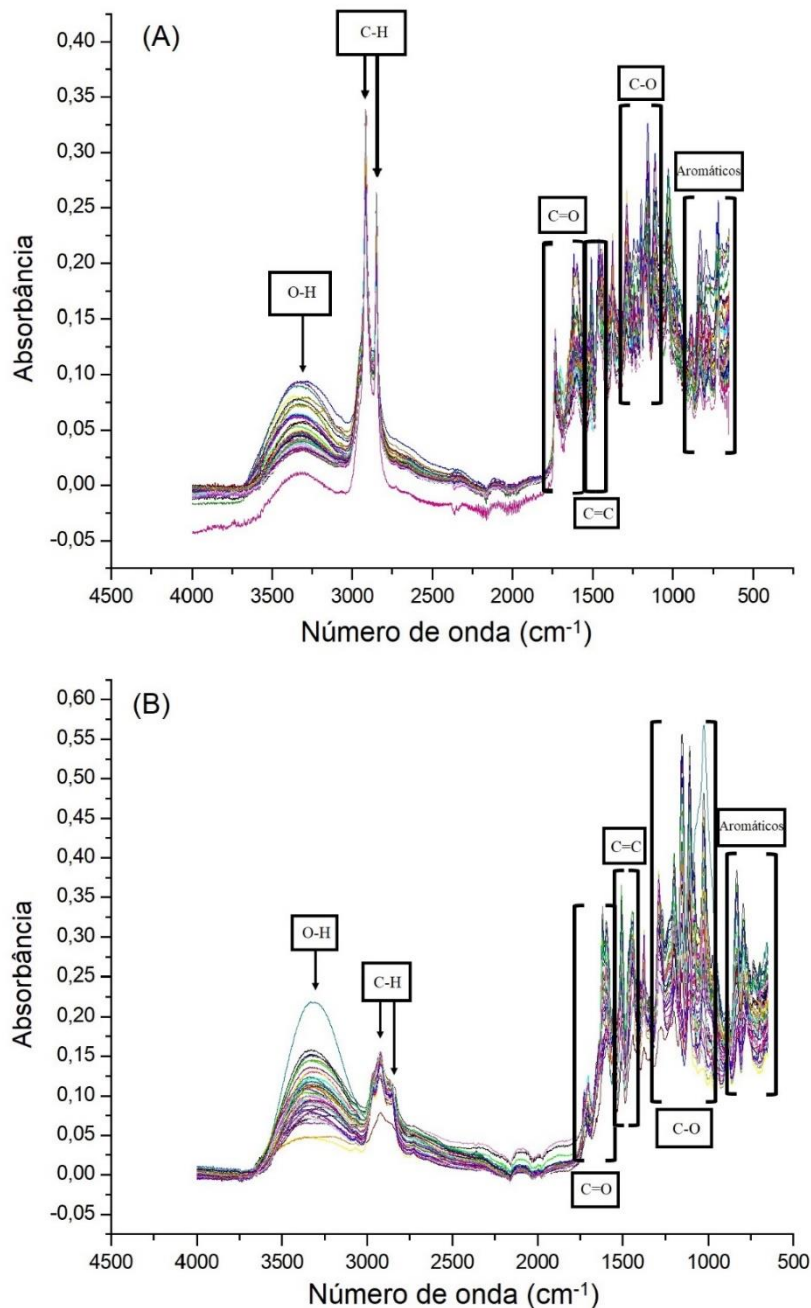 (A)
C-H
C-O
Aromáticos
C=O
O-H
C=C
0,40
0,35
0,30
0,25
0,20
0,15
0,10
0,05
0,00
-0,05
Absorbância
4500 4000 3500 3000 2500 2000 1500 1000 500
Número de onda (cm⁻¹)
(B)
Aromáticos
C=C
O-H
C-H
C-O
C=O
0,60
0,55
0,50
0,45
0,40
0,35
0,30
0,25
0,20
0,15
0,10
0,05
0,00
-0,05
Absorbância
4500 4000 3500 3000 2500 2000 1500 1000 500
Número de onda (cm⁻¹)